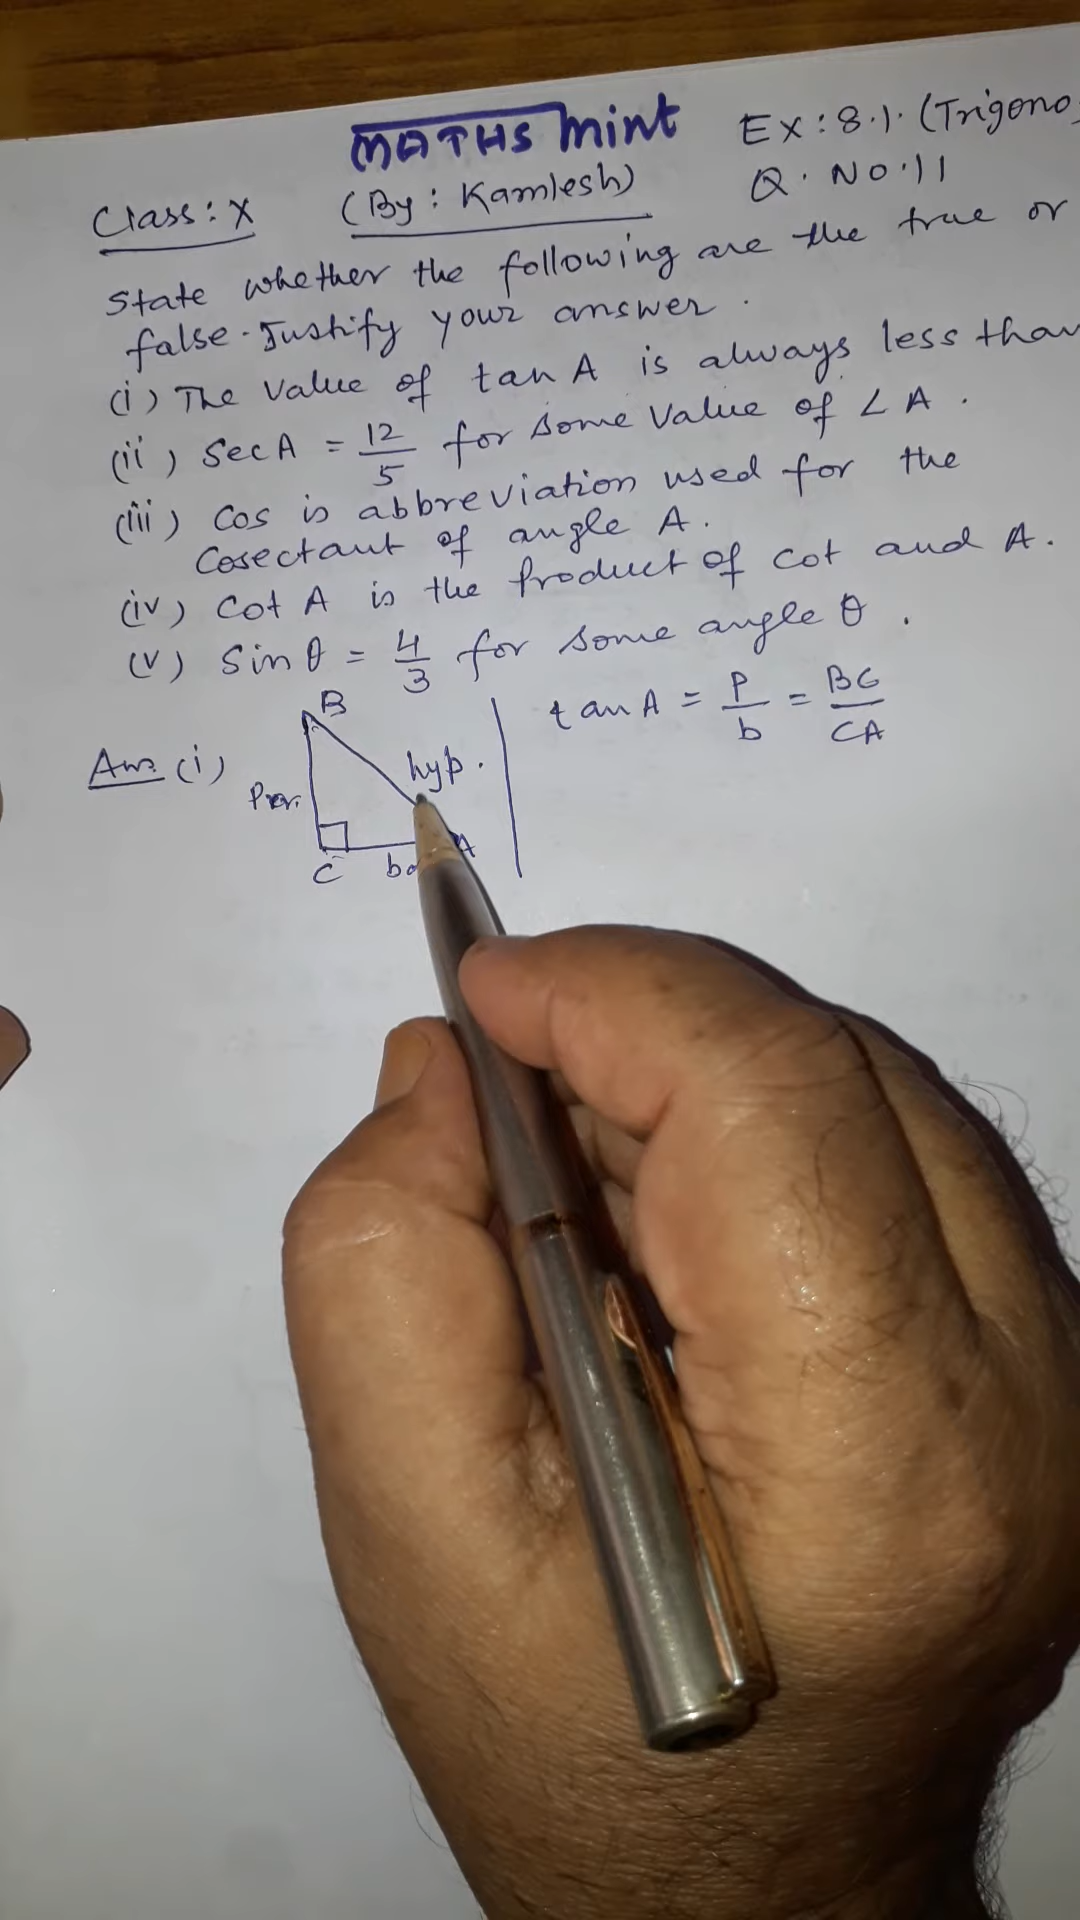 MATHS mint
Ex : 8.1. (Trigono
Class : X
(By : Kamlesh)
Q. No. 11
State whether the following are the true or
false. Justify your answer.
(i) The Value of tan A is always less than
(ii) Sec A = 12/5 for some Value of ∠A.
(iii) Cos is abbreviation used for the
Cosectant of angle A.
(iv) Cot A is the Product of cot and A.
(v) Sin θ = 4/3 for some angle θ.
Ans. (i)
B
Per.
hyp.
C
A
tan A = P/b = BC/CA